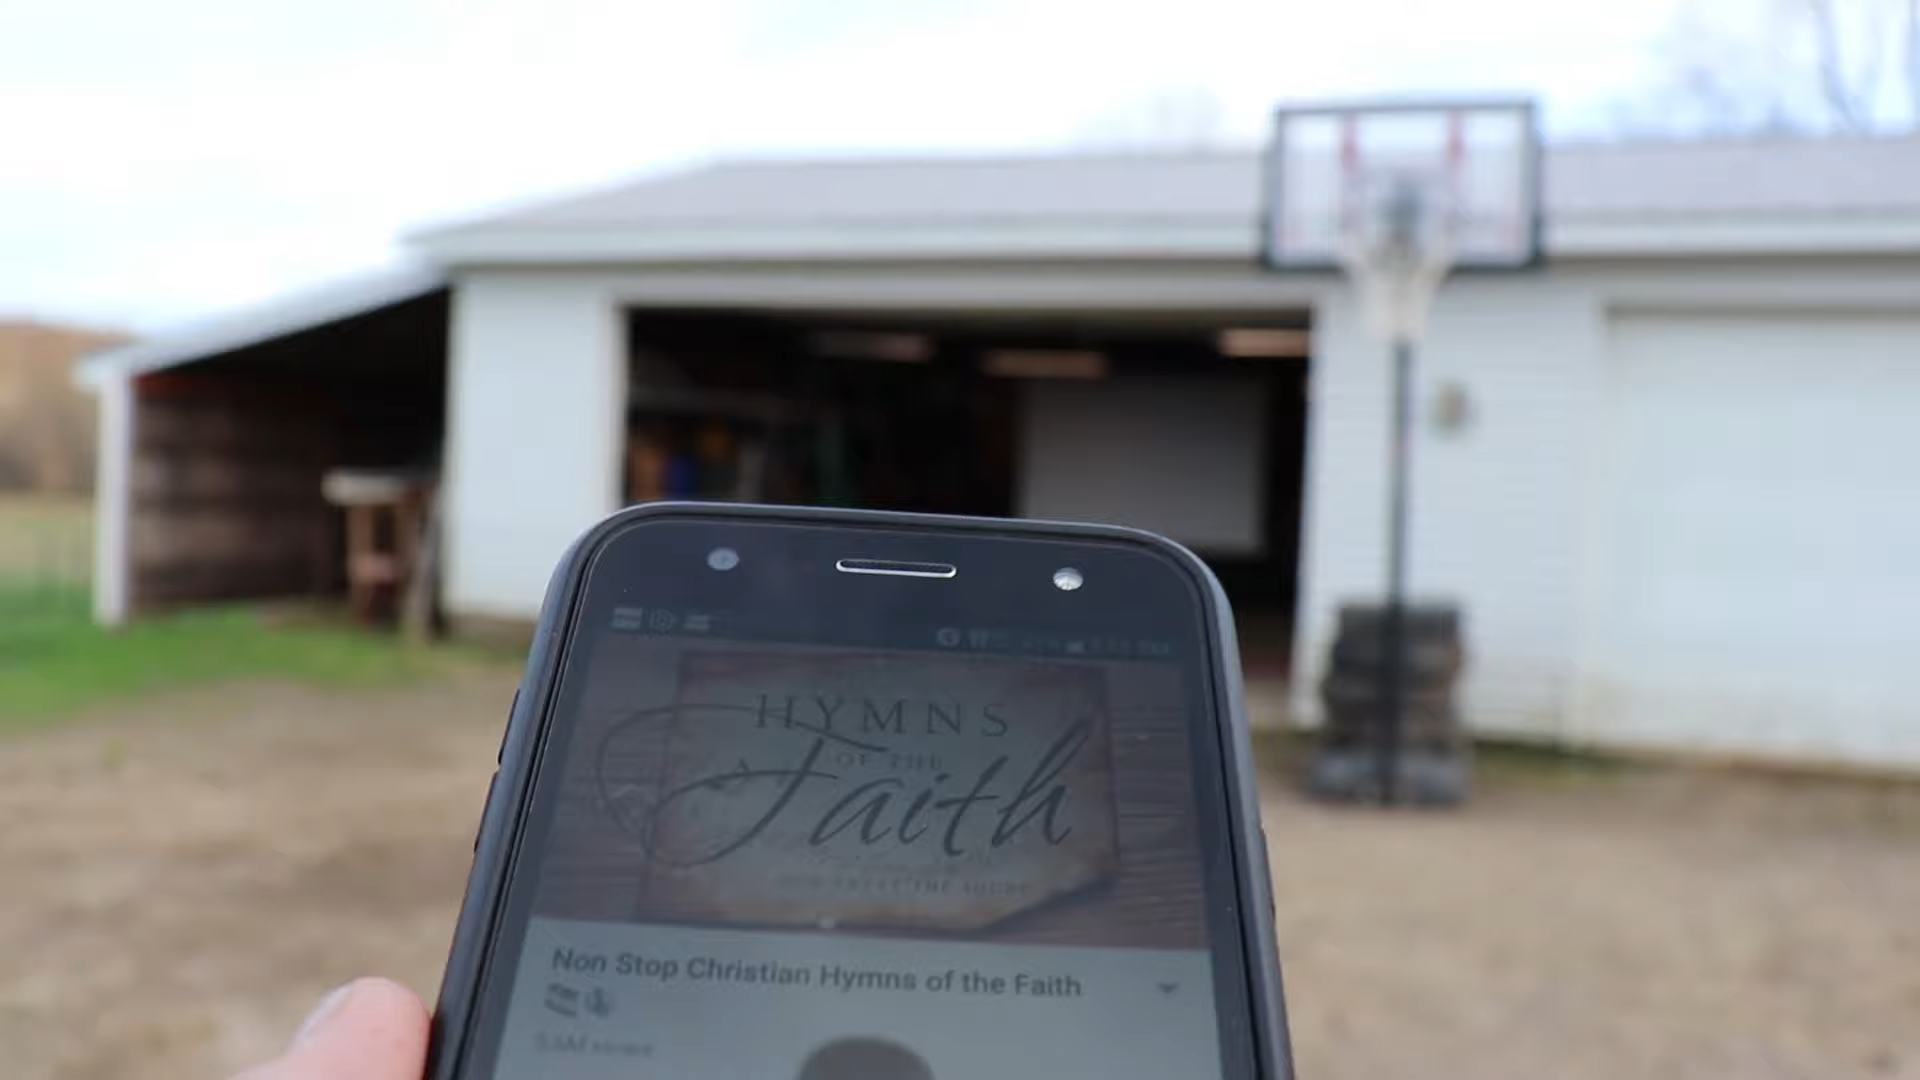 HYMNS
OF THE
Faith
Non Stop Christian Hymns of the Faith